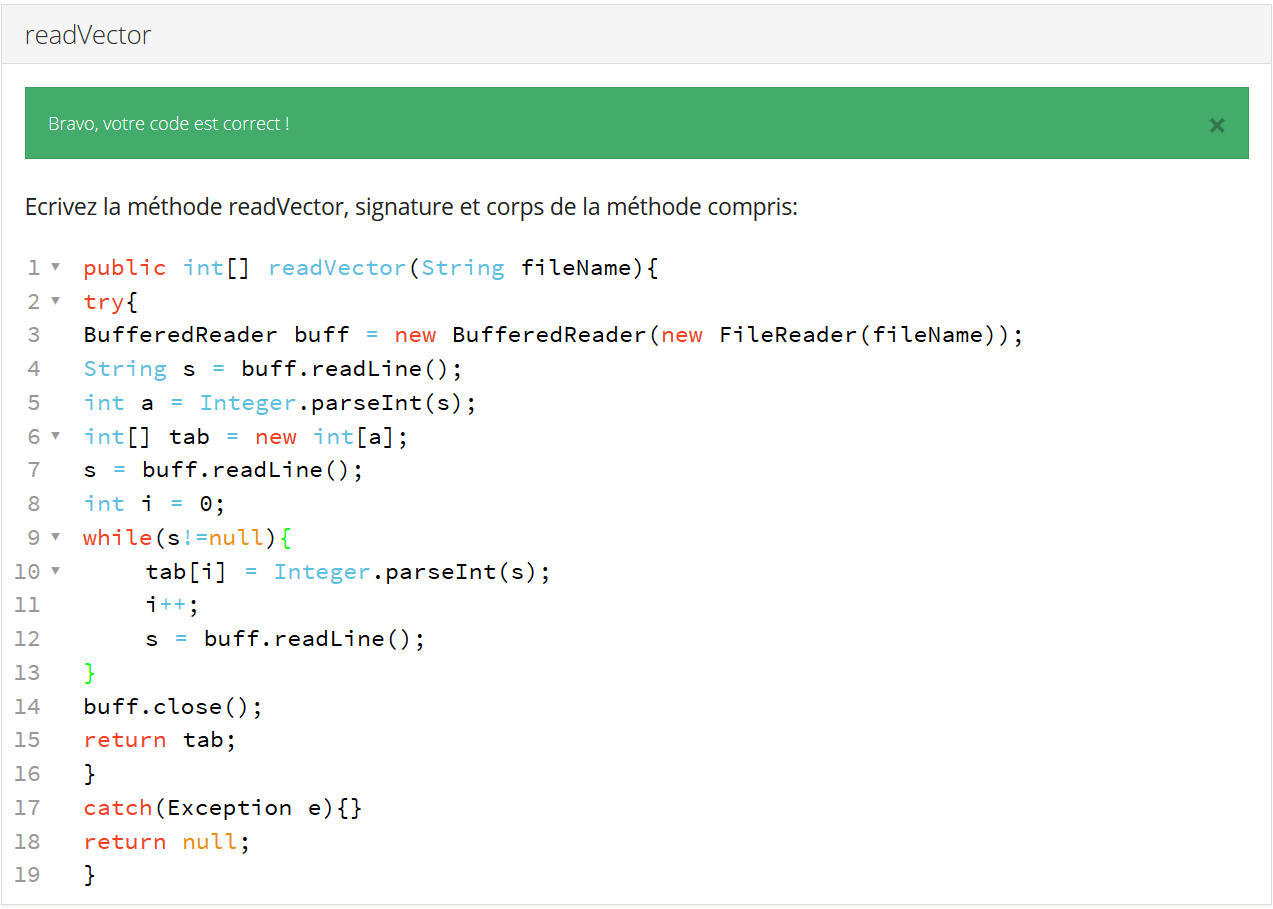 readVector
Bravo, votre code est correct !
×
Ecrivez la méthode readVector, signature et corps de la méthode compris:
1 ▾ public int[] readVector(String fileName){
2 ▾ try{
3 BufferedReader buff = new BufferedReader(new FileReader(fileName));
4 String s = buff.readLine();
5 int a = Integer.parseInt(s);
6 ▾ int[] tab = new int[a];
7 s = buff.readLine();
8 int i = 0;
9 ▾ while(s!=null){
10 ▾     tab[i] = Integer.parseInt(s);
11     i++;
12     s = buff.readLine();
13 }
14 buff.close();
15 return tab;
16 }
17 catch(Exception e){}
18 return null;
19 }